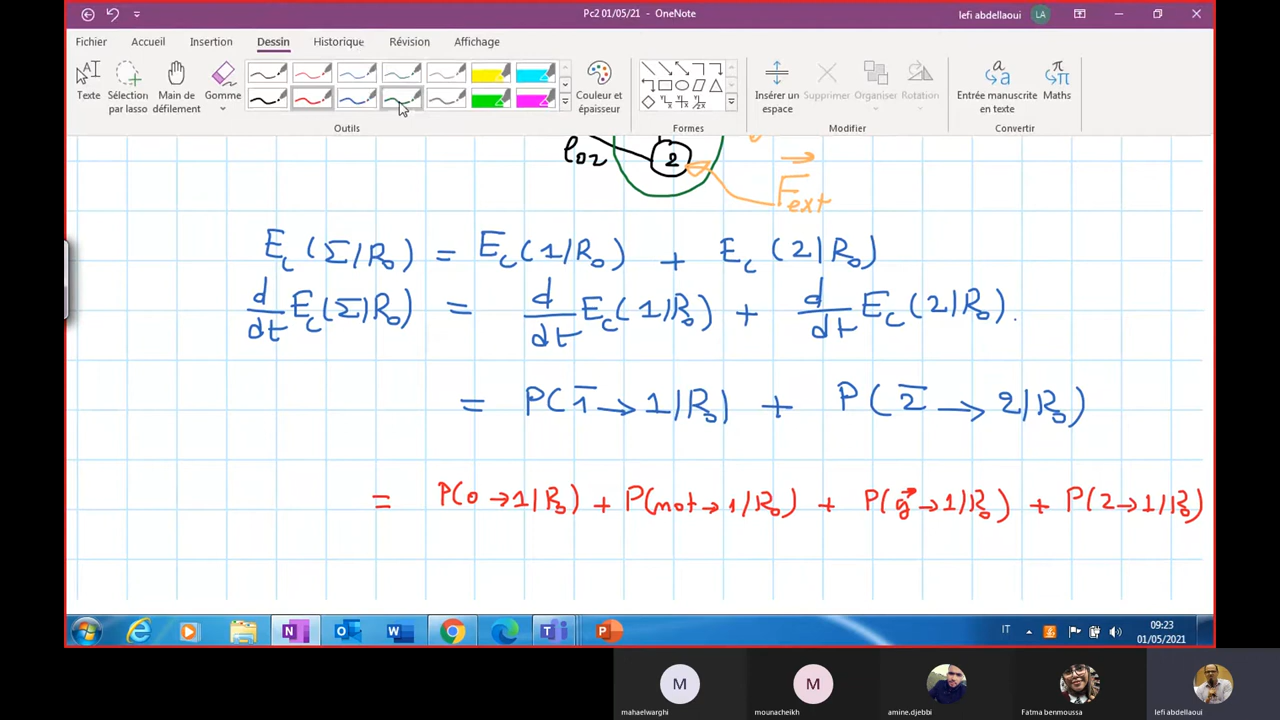 Pc2 01/05/21 - OneNote
lefi abdellaoui LA
Fichier Accueil Insertion Dessin Historique Révision Affichage
Texte Sélection par lasso Main de défilement Gomme Couleur et épaisseur Insérer un espace Supprimer Organiser Rotation Entrée manuscrite en texte Maths
Outils Formes Modifier Convertir
ℓ02 2 F⃗ext
Ec(Σ/R0) = Ec(1/R0) + Ec(2/R0)
d/dt Ec(Σ/R0) = d/dt Ec(1/R0) + d/dt Ec(2/R0).
= P(1̄→1/R0) + P(2̄→2/R0)
= P(0→1/R0) + P(mot→1/R0) + P(g⃗→1/R0) + P(2→1/R0)
IT 09:23
01/05/2021
M M
mahaelwarghi mounacheikh amine.djebbi Fatma benmoussa lefi abdellaoui